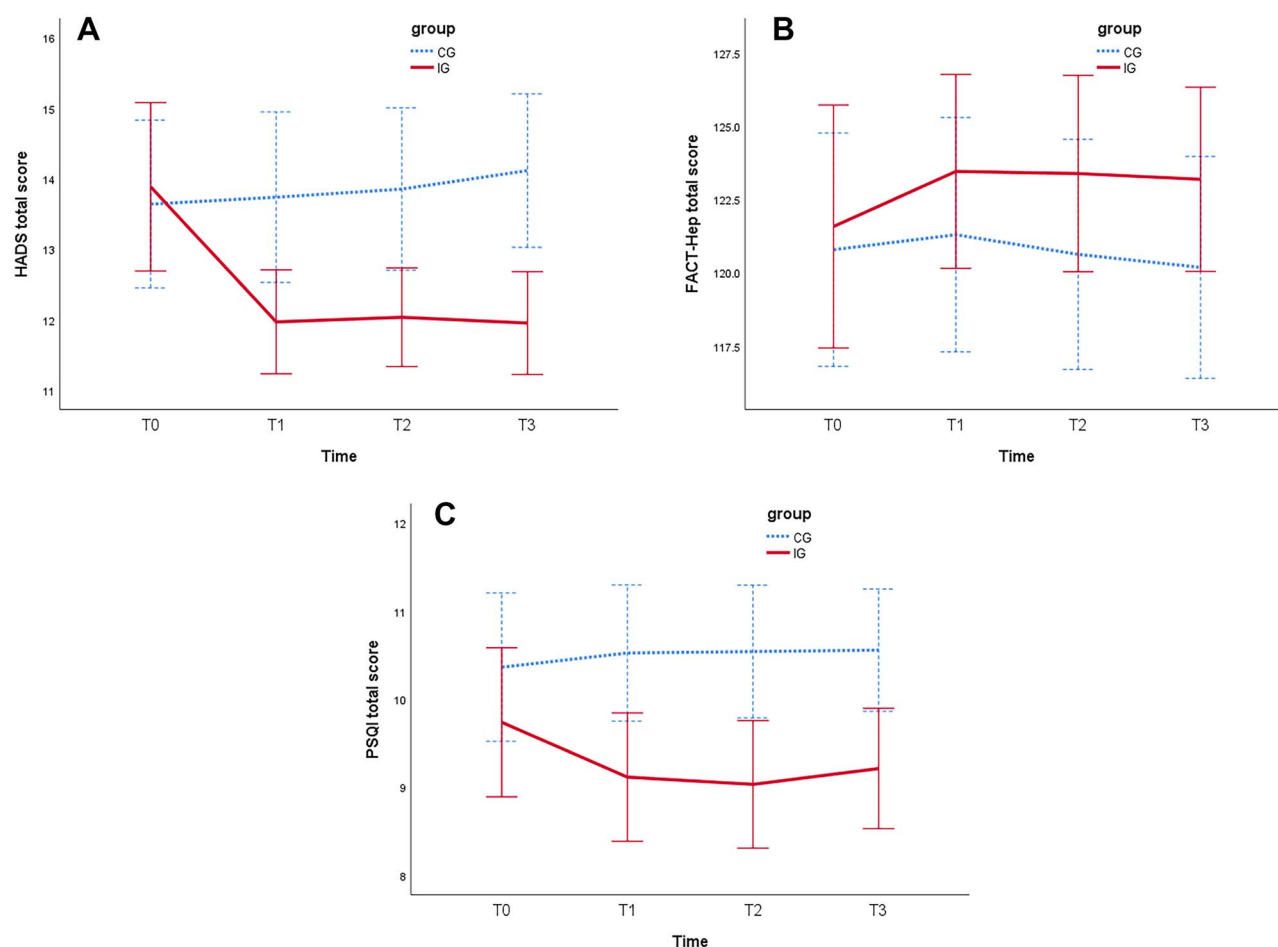 A
group
CG
IG
HADS total score
16
15
14
13
12
11
T0 T1 T2 T3
Time
B
group
CG
IG
FACT-Hep total score
127.5
125.0
122.5
120.0
117.5
T0 T1 T2 T3
Time
C
group
CG
IG
PSQI total score
12
11
10
9
8
T0 T1 T2 T3
Time